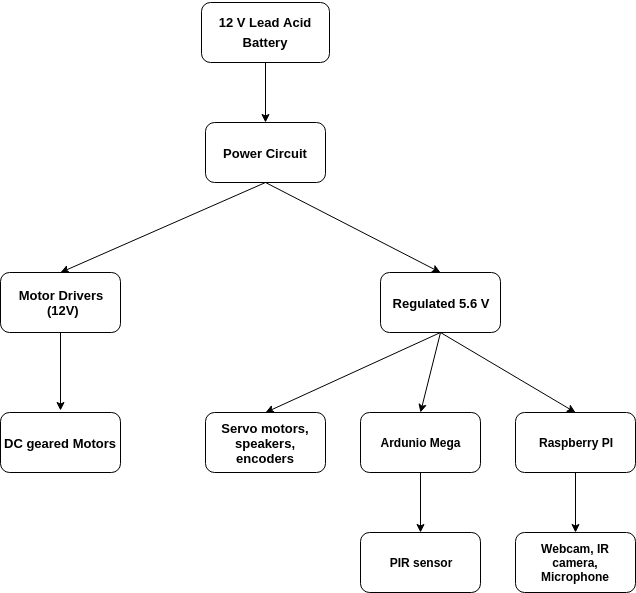 12 V Lead Acid
Battery
Power Circuit
Motor Drivers
(12V)
Regulated 5.6 V
DC geared Motors
Servo motors,
speakers,
encoders
Ardunio Mega
Raspberry PI
PIR sensor
Webcam, IR
camera,
Microphone